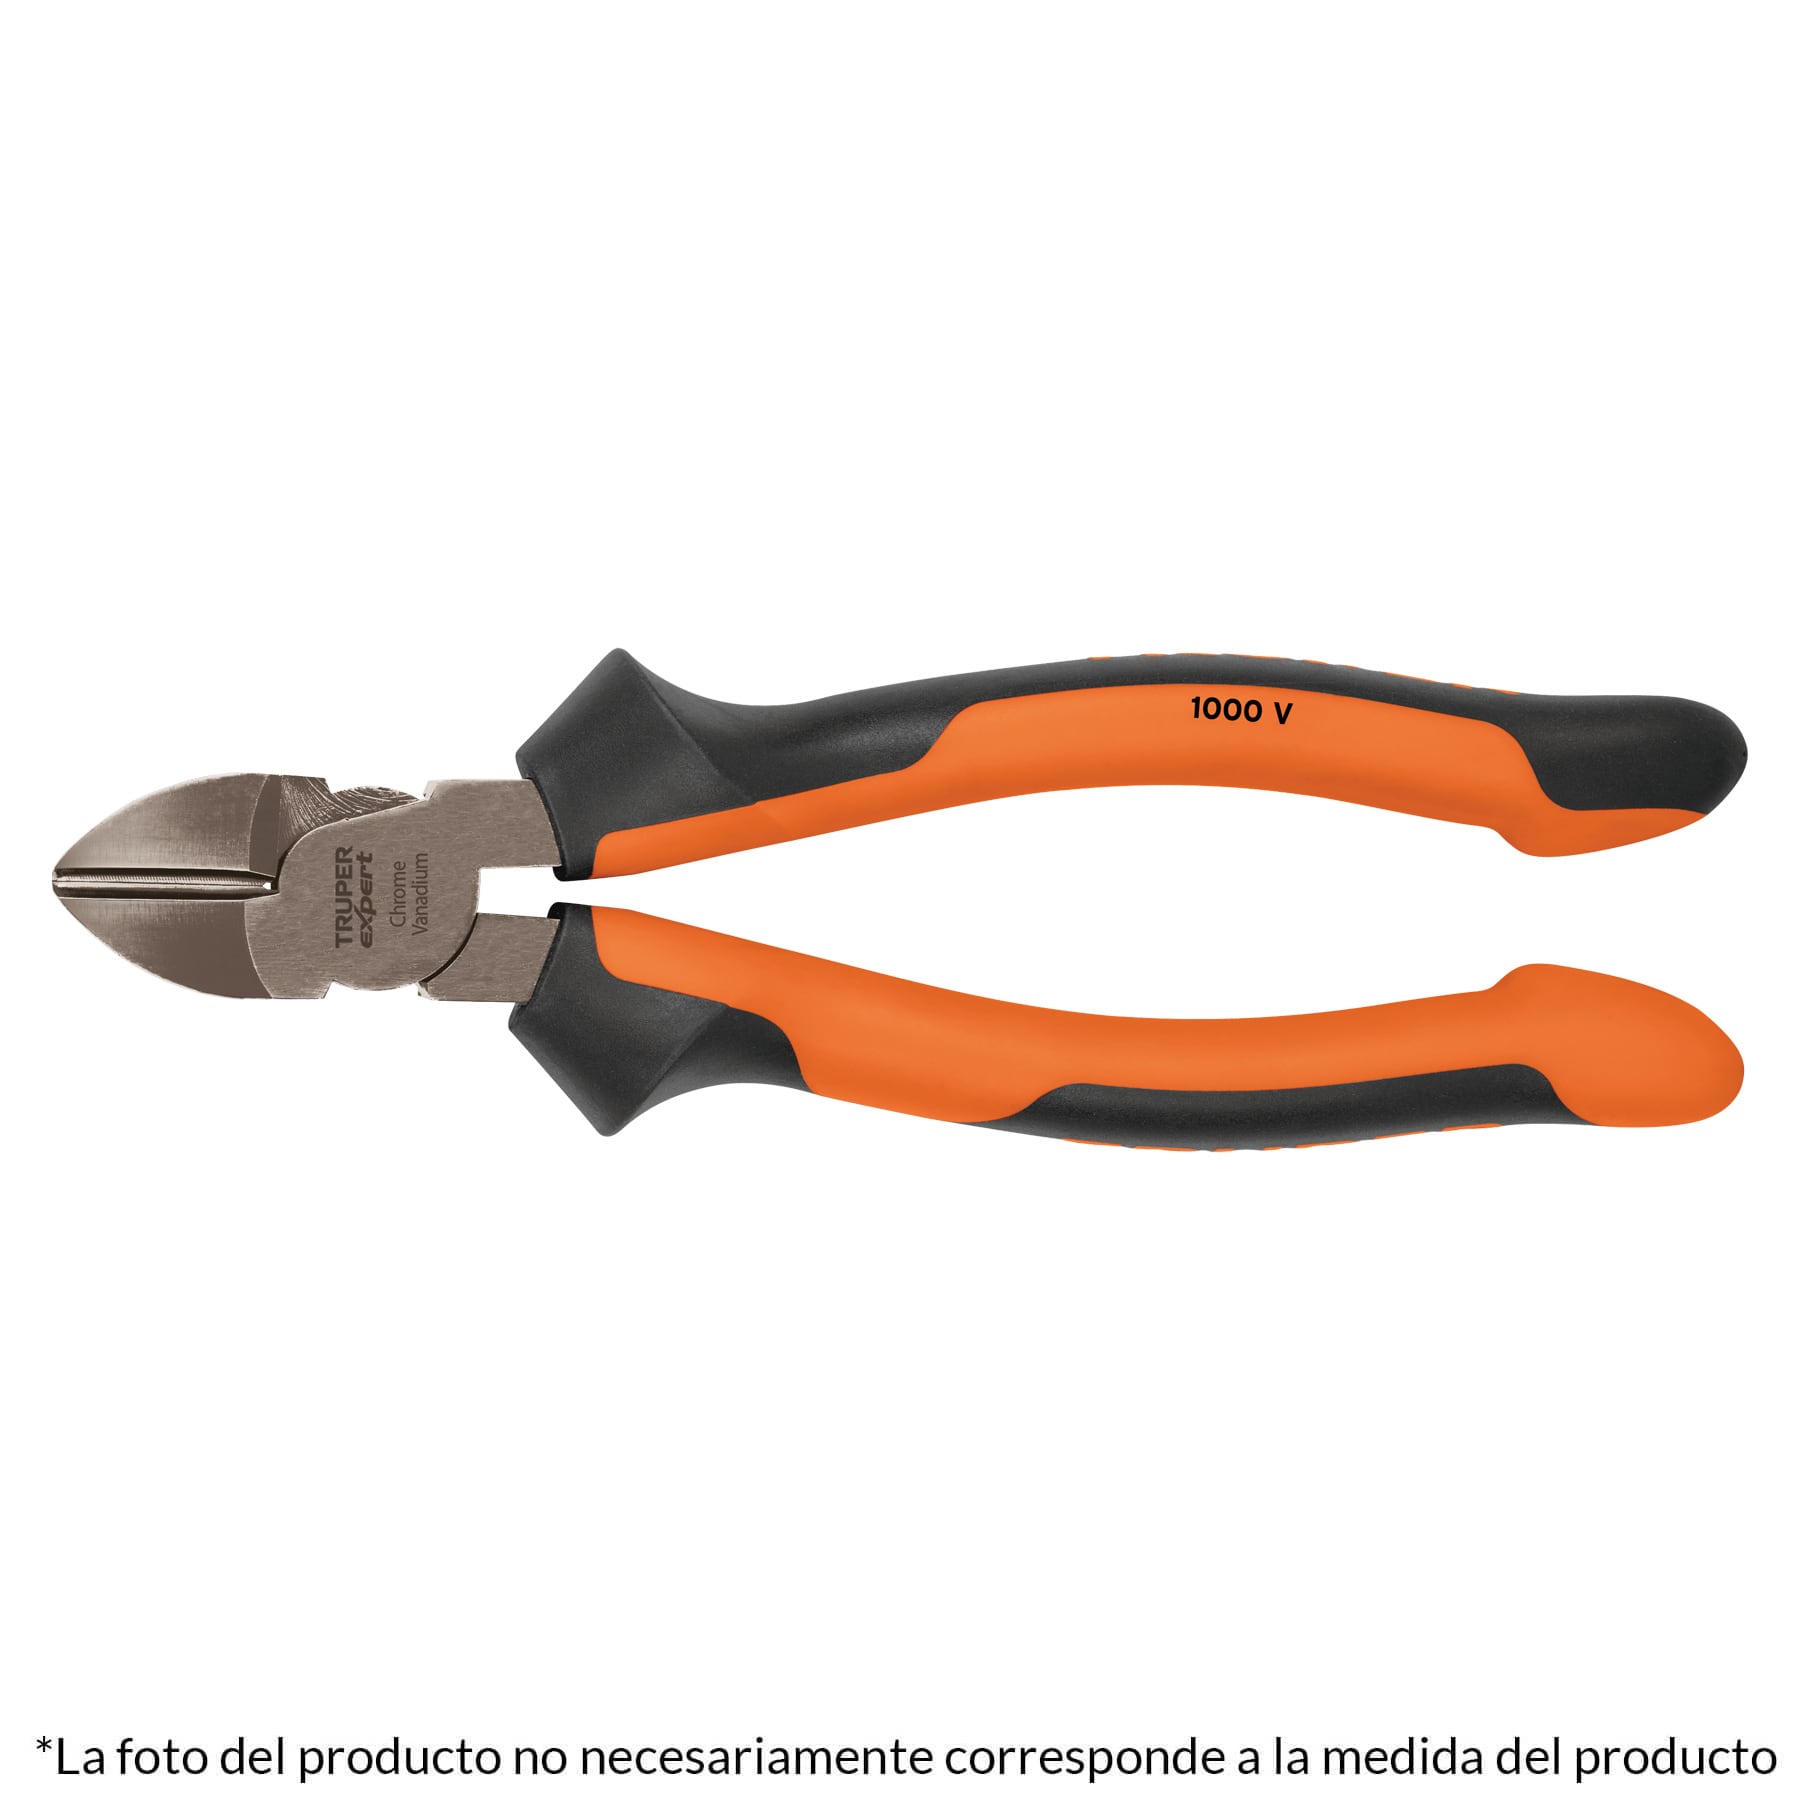 1000 V
TRUPER
expert
Chrome
Vanadium
*La foto del producto no necesariamente corresponde a la medida del producto